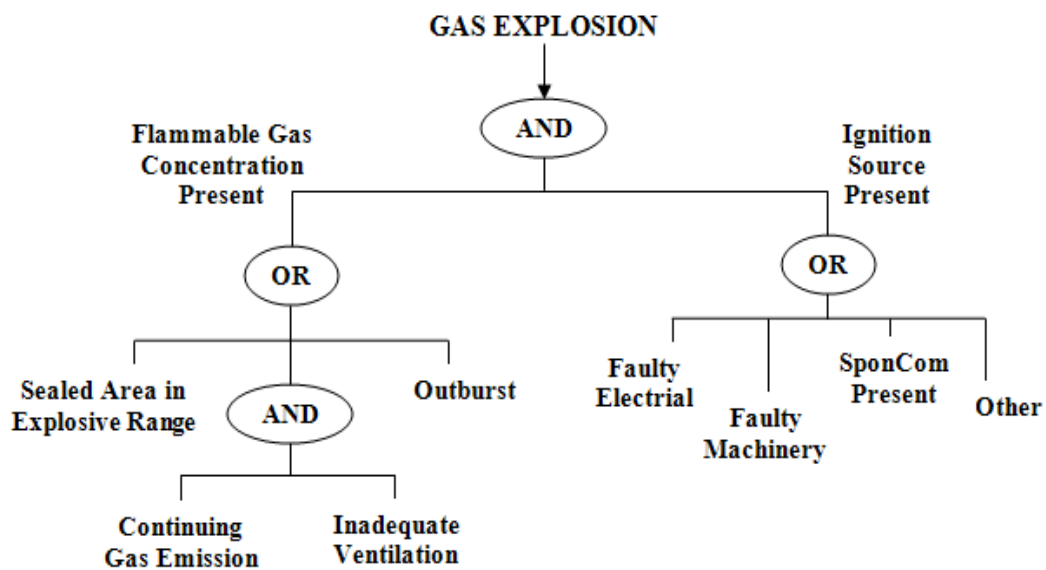 GAS EXPLOSION
AND
Flammable Gas
Concentration
Present
Ignition
Source
Present
OR
OR
Sealed Area in
Explosive Range
AND
Outburst
Faulty
Electrial
Faulty
Machinery
SponCom
Present
Other
Continuing
Gas Emission
Inadequate
Ventilation